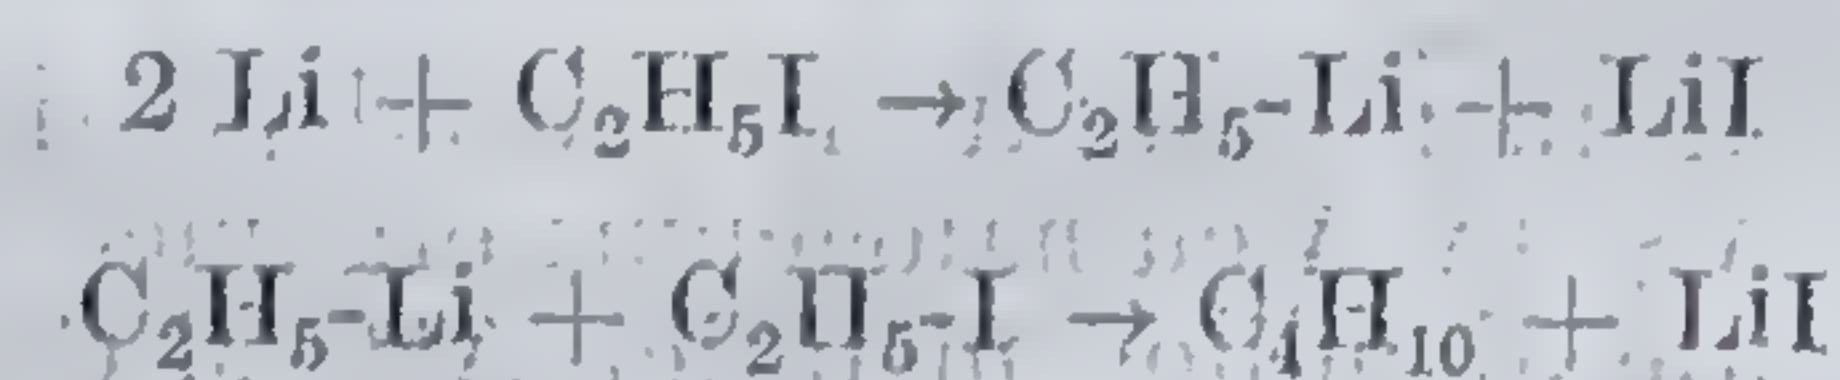 2 Li + C₂H₅I → C₂H₅-Li + LiI
C₂H₅-Li + C₂H₅-I → C₄H₁₀ + LiI